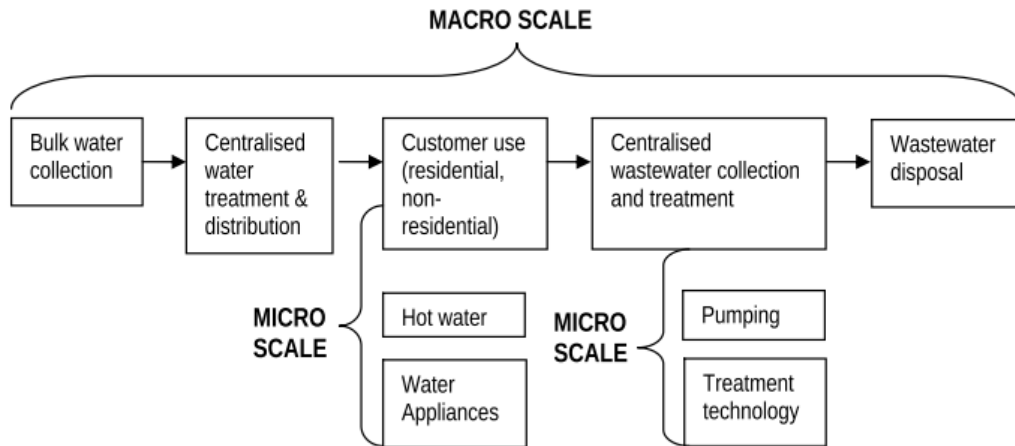 MACRO SCALE
Bulk water
collection
Centralised
water
treatment &
distribution
Customer use
(residential,
non-
residential)
Centralised
wastewater collection
and treatment
Wastewater
disposal
MICRO
SCALE
Hot water
Water
Appliances
MICRO
SCALE
Pumping
Treatment
technology